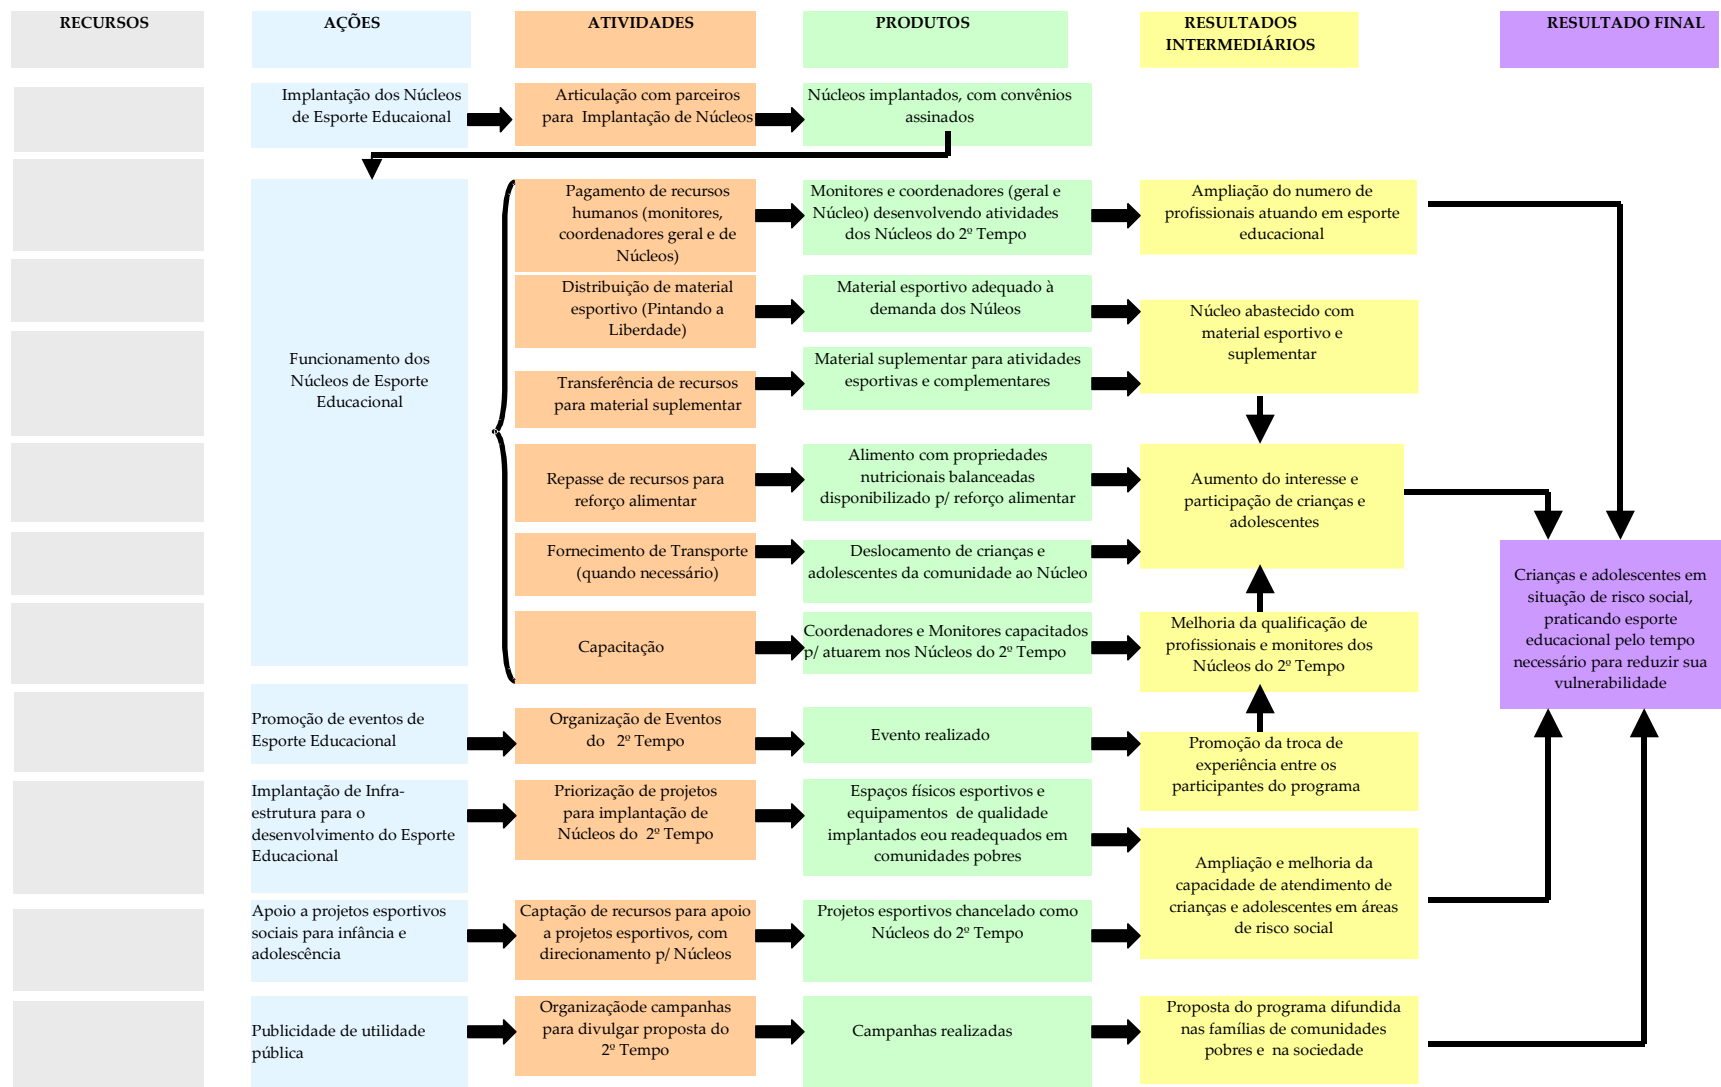 RECURSOS
AÇÕES
ATIVIDADES
PRODUTOS
RESULTADOS
INTERMEDIÁRIOS
RESULTADO FINAL
Implantação dos Núcleos
de Esporte Educaional
Articulação com parceiros
para Implantação de Núcleos
Núcleos implantados, com convênios
assinados
Funcionamento dos
Núcleos de Esporte
Educacional
Pagamento de recursos
humanos (monitores,
coordenadores geral e de
Núcleos)
Monitores e coordenadores (geral e
Núcleo) desenvolvendo atividades
dos Núcleos do 2º Tempo
Ampliação do numero de
profissionais atuando em esporte
educacional
Distribuição de material
esportivo (Pintando a
Liberdade)
Material esportivo adequado à
demanda dos Núleos
Núcleo abastecido com
material esportivo e
suplementar
Transferência de recursos
para material suplementar
Material suplementar para atividades
esportivas e complementares
Repasse de recursos para
reforço alimentar
Alimento com propriedades
nutricionais balanceadas
disponibilizado p/ reforço alimentar
Aumento do interesse e
participação de crianças e
adolescentes
Fornecimento de Transporte
(quando necessário)
Deslocamento de crianças e
adolescentes da comunidade ao Núcleo
Capacitação
Coordenadores e Monitores capacitados
p/ atuarem nos Núcleos do 2º Tempo
Melhoria da qualificação de
profissionais e monitores dos
Núcleos do 2º Tempo
Crianças e adolescentes em
situação de risco social,
praticando esporte
educacional pelo tempo
necessário para reduzir sua
vulnerabilidade
Promoção de eventos de
Esporte Educacional
Organização de Eventos
do 2º Tempo
Evento realizado
Promoção da troca de
experiência entre os
participantes do programa
Implantação de Infra-
estrutura para o
desenvolvimento do Esporte
Educacional
Priorização de projetos
para implantação de
Núcleos do 2º Tempo
Espaços físicos esportivos e
equipamentos de qualidade
implantados eou readequados em
comunidades pobres
Ampliação e melhoria da
capacidade de atendimento de
crianças e adolescentes em áreas
de risco social
Apoio a projetos esportivos
sociais para infância e
adolescência
Captação de recursos para apoio
a projetos esportivos, com
direcionamento p/ Núcleos
Projetos esportivos chancelado como
Núcleos do 2º Tempo
Publicidade de utilidade
pública
Organizaçãode campanhas
para divulgar proposta do
2º Tempo
Campanhas realizadas
Proposta do programa difundida
nas famílias de comunidades
pobres e na sociedade